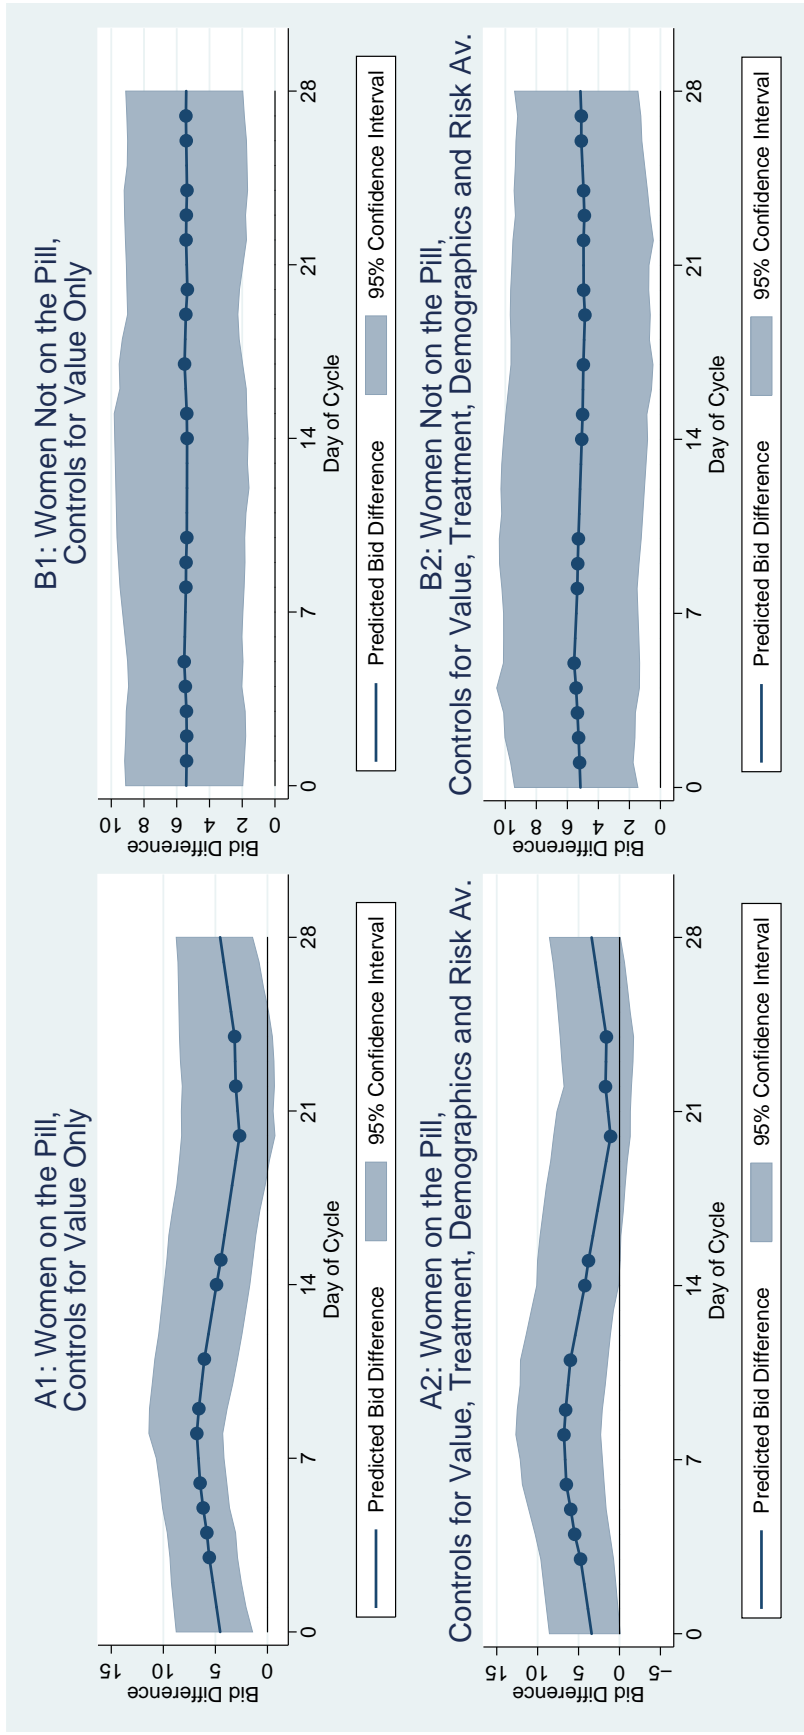 A1: Women on the Pill,
Controls for Value Only
Bid Difference
15
10
5
0
0
7
14
21
28
Day of Cycle
Predicted Bid Difference
95% Confidence Interval
B1: Women Not on the Pill,
Controls for Value Only
Bid Difference
10
8
6
4
2
0
0
7
14
21
28
Day of Cycle
Predicted Bid Difference
95% Confidence Interval
A2: Women on the Pill,
Controls for Value, Treatment, Demographics and Risk Av.
Bid Difference
15
10
5
0
−5
0
7
14
21
28
Day of Cycle
Predicted Bid Difference
95% Confidence Interval
B2: Women Not on the Pill,
Controls for Value, Treatment, Demographics and Risk Av.
Bid Difference
10
8
6
4
2
0
0
7
14
21
28
Day of Cycle
Predicted Bid Difference
95% Confidence Interval